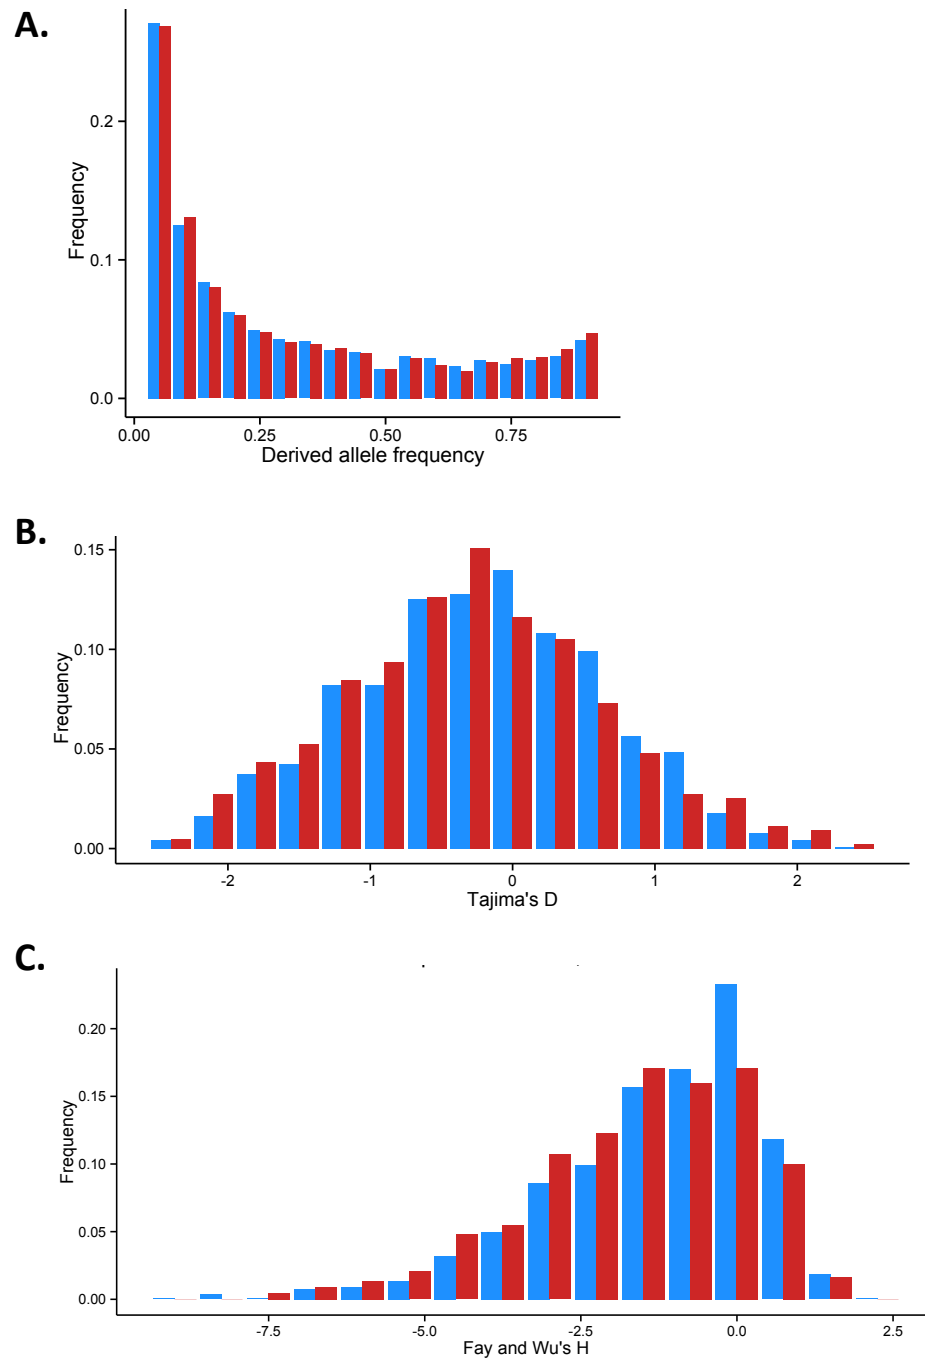 A.
0.2
0.1
0.0
Frequency
0.00 0.25 0.50 0.75
Derived allele frequency
B.
0.15
0.10
0.05
0.00
Frequency
-2 -1 0 1 2
Tajima's D
C.
0.20
0.15
0.10
0.05
0.00
Frequency
-7.5 -5.0 -2.5 0.0 2.5
Fay and Wu's H